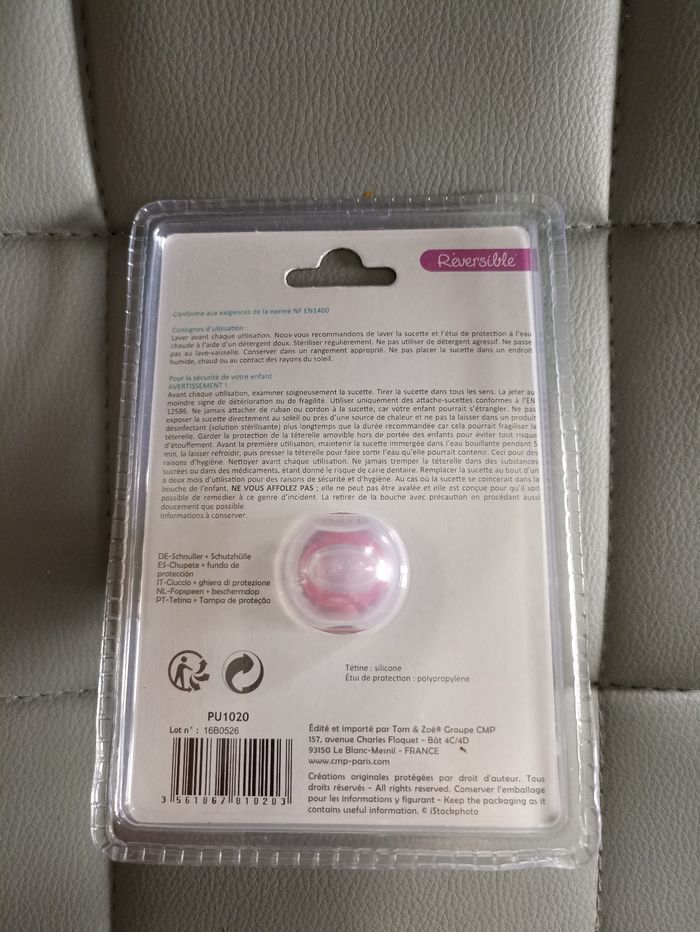 Réversible
Conforme aux exigences de la norme NF EN1400
Consignes d'utilisation :
Laver avant chaque utilisation. Nous vous recommandons de laver la sucette et l'étui de protection à l'eau
chaude à l'aide d'un détergent doux. Stériliser régulièrement. Ne pas utiliser de détergent agressif. Ne passe
pas au lave-vaisselle. Conserver dans un rangement approprié. Ne pas placer la sucette dans un endroit
humide, chaud ou au contact des rayons du soleil.
Pour la sécurité de votre enfant
AVERTISSEMENT !
Avant chaque utilisation, examiner soigneusement la sucette. Tirer la sucette dans tous les sens. La jeter au
moindre signe de détérioration ou de fragilité. Utiliser uniquement des attache-sucettes conformes à l'EN
12586. Ne jamais attacher de ruban ou cordon à la sucette, car votre enfant pourrait s'étrangler. Ne pas
exposer la sucette directement au soleil ou près d'une source de chaleur et ne pas la laisser dans un produit
désinfectant (solution stérilisante) plus longtemps que la durée recommandée car cela pourrait fragiliser la
téterelle. Garder la protection de la téterelle amovible hors de portée des enfants pour éviter tout risque
d'étouffement. Avant la première utilisation, maintenir la sucette immergée dans l'eau bouillante pendant 5
min, la laisser refroidir, puis presser la téterelle pour faire sortir l'eau qu'elle pourrait contenir. Ceci pour des
raisons d'hygiène. Nettoyer avant chaque utilisation. Ne jamais tremper la téterelle dans des substances
sucrées ou dans des médicaments, étant donné le risque de carie dentaire. Remplacer la sucette au bout d'un
à deux mois d'utilisation pour des raisons de sécurité et d'hygiène. Au cas où la sucette se coincerait dans la
bouche de l'enfant, NE VOUS AFFOLEZ PAS ; elle ne peut pas être avalée et elle est conçue pour qu'il soit
possible de remédier à ce genre d'incident. La retirer de la bouche avec précaution en procédant aussi
doucement que possible.
Informations à conserver.
DE-Schnuller + Schutzhülle
ES-Chupete + funda de
protección
IT-Ciuccio + ghiera di protezione
NL-Fopspeen + beschermdop
PT-Tetina + Tampa de proteção
Tétine : silicone
Étui de protection : polypropylène
PU1020
Lot n° : 16B0526
3 561867 810203
Édité et importé par Tom & Zoé® Groupe CMP
157, avenue Charles Floquet - Bât 4C/4D
93150 Le Blanc-Mesnil - FRANCE
www.cmp-paris.com
Créations originales protégées par droit d'auteur. Tous
droits réservés - All rights reserved. Conserver l'emballage
pour les informations y figurant - Keep the packaging as it
contains useful information. © iStockphoto